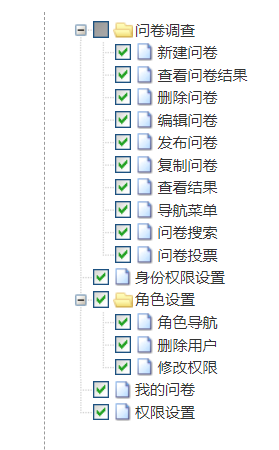 问卷调查
新建问卷
查看问卷结果
删除问卷
编辑问卷
发布问卷
复制问卷
查看结果
导航菜单
问卷搜索
问卷投票
身份权限设置
角色设置
角色导航
删除用户
修改权限
我的问卷
权限设置